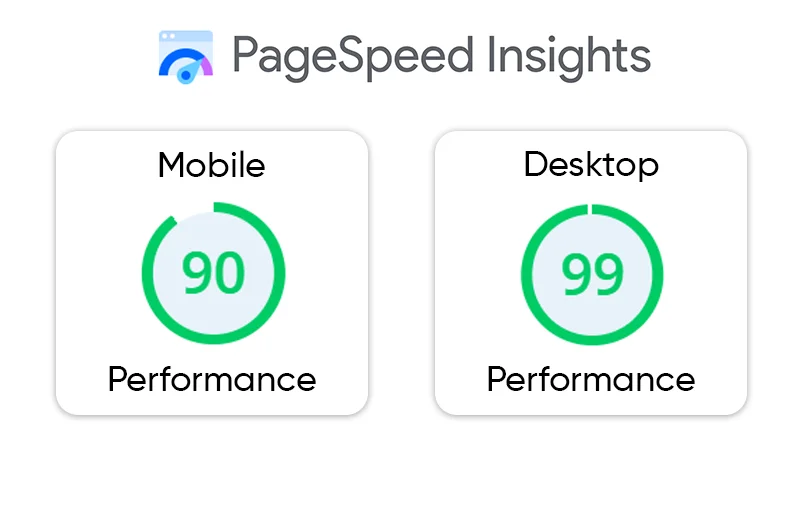 PageSpeed Insights
Mobile
90
Performance
Desktop
99
Performance